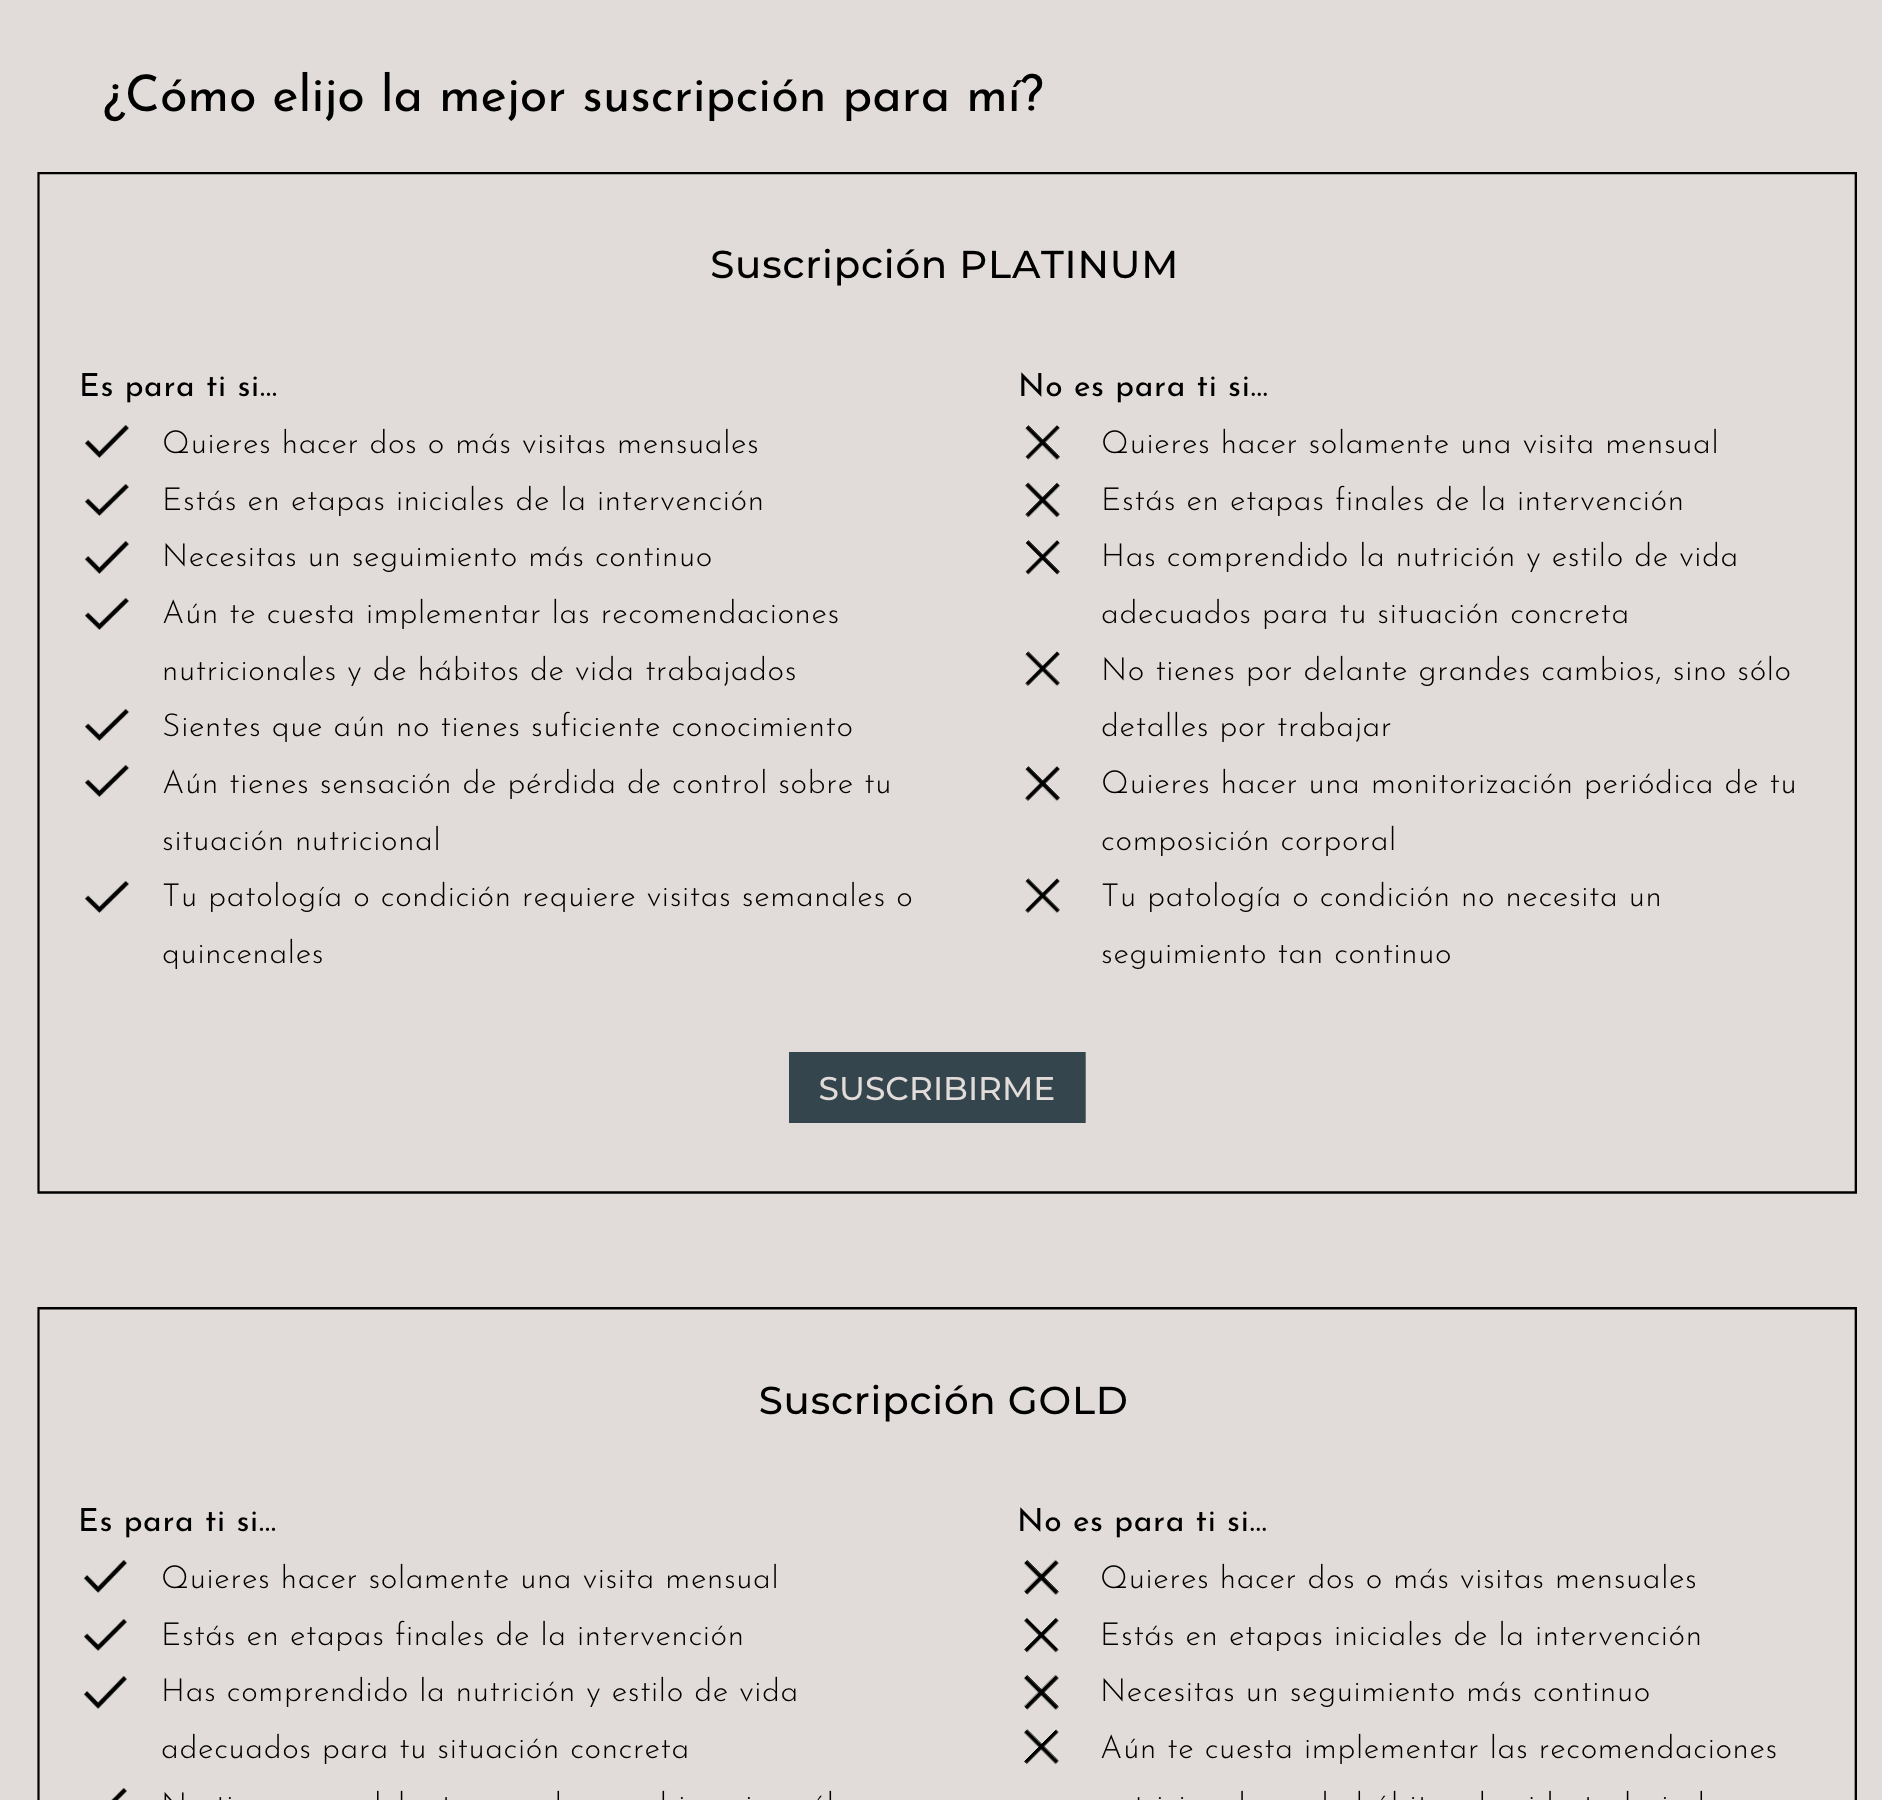 ¿Cómo elijo la mejor suscripción para mí?
Suscripción PLATINUM
Es para ti si...
Quieres hacer dos o más visitas mensuales
Estás en etapas iniciales de la intervención
Necesitas un seguimiento más continuo
Aún te cuesta implementar las recomendaciones
nutricionales y de hábitos de vida trabajados
Sientes que aún no tienes suficiente conocimiento
Aún tienes sensación de pérdida de control sobre tu
situación nutricional
Tu patología o condición requiere visitas semanales o
quincenales
No es para ti si...
Quieres hacer solamente una visita mensual
Estás en etapas finales de la intervención
Has comprendido la nutrición y estilo de vida
adecuados para tu situación concreta
No tienes por delante grandes cambios, sino sólo
detalles por trabajar
Quieres hacer una monitorización periódica de tu
composición corporal
Tu patología o condición no necesita un
seguimiento tan continuo
SUSCRIBIRME
Suscripción GOLD
Es para ti si...
Quieres hacer solamente una visita mensual
Estás en etapas finales de la intervención
Has comprendido la nutrición y estilo de vida
adecuados para tu situación concreta
No es para ti si...
Quieres hacer dos o más visitas mensuales
Estás en etapas iniciales de la intervención
Necesitas un seguimiento más continuo
Aún te cuesta implementar las recomendaciones